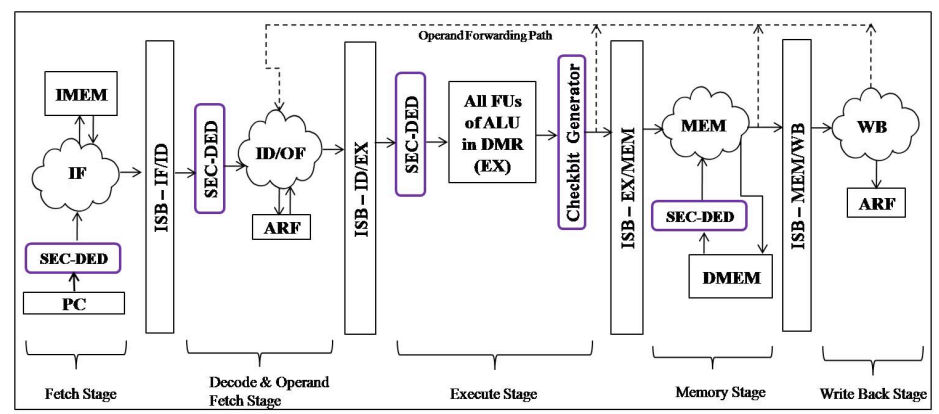 Operand Forwarding Path
IMEM
IF
SEC-DED
PC
ISB – IF/ID
SEC-DED
ID/OF
ARF
ISB – ID/EX
SEC-DED
All FUs
of ALU
in DMR
(EX)
Checkbit Generator
ISB – EX/MEM
MEM
SEC-DED
DMEM
ISB – MEM/WB
WB
ARF
Fetch Stage
Decode & Operand
Fetch Stage
Execute Stage
Memory Stage
Write Back Stage